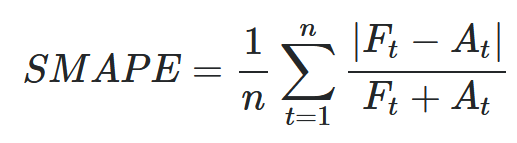 $SMAPE = \frac{1}{n} \sum_{t=1}^{n} \frac{|F_t - A_t|}{F_t + A_t}$